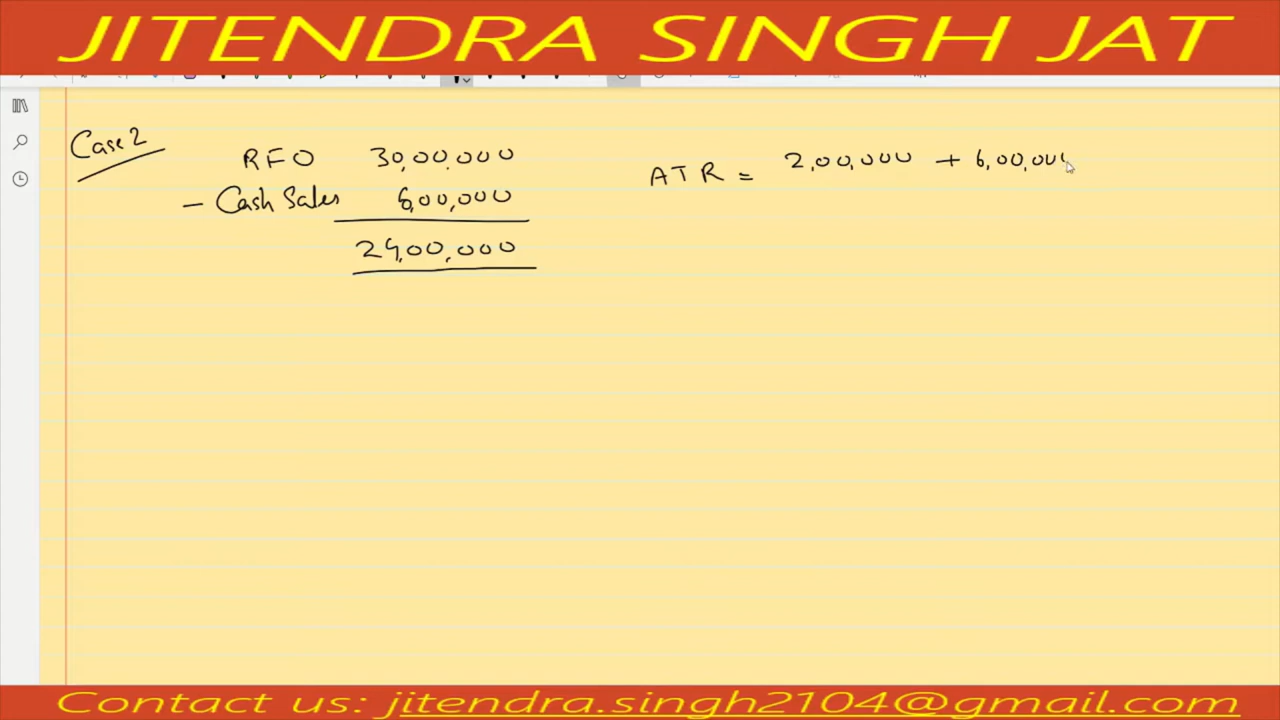 JITENDRA SINGH JAT
Case 2
RFO 30,00,000
- Cash Sales 6,00,000
24,00,000
ATR = 2,00,000 + 6,00,000
Contact us: jitendra.singh2104@gmail.com